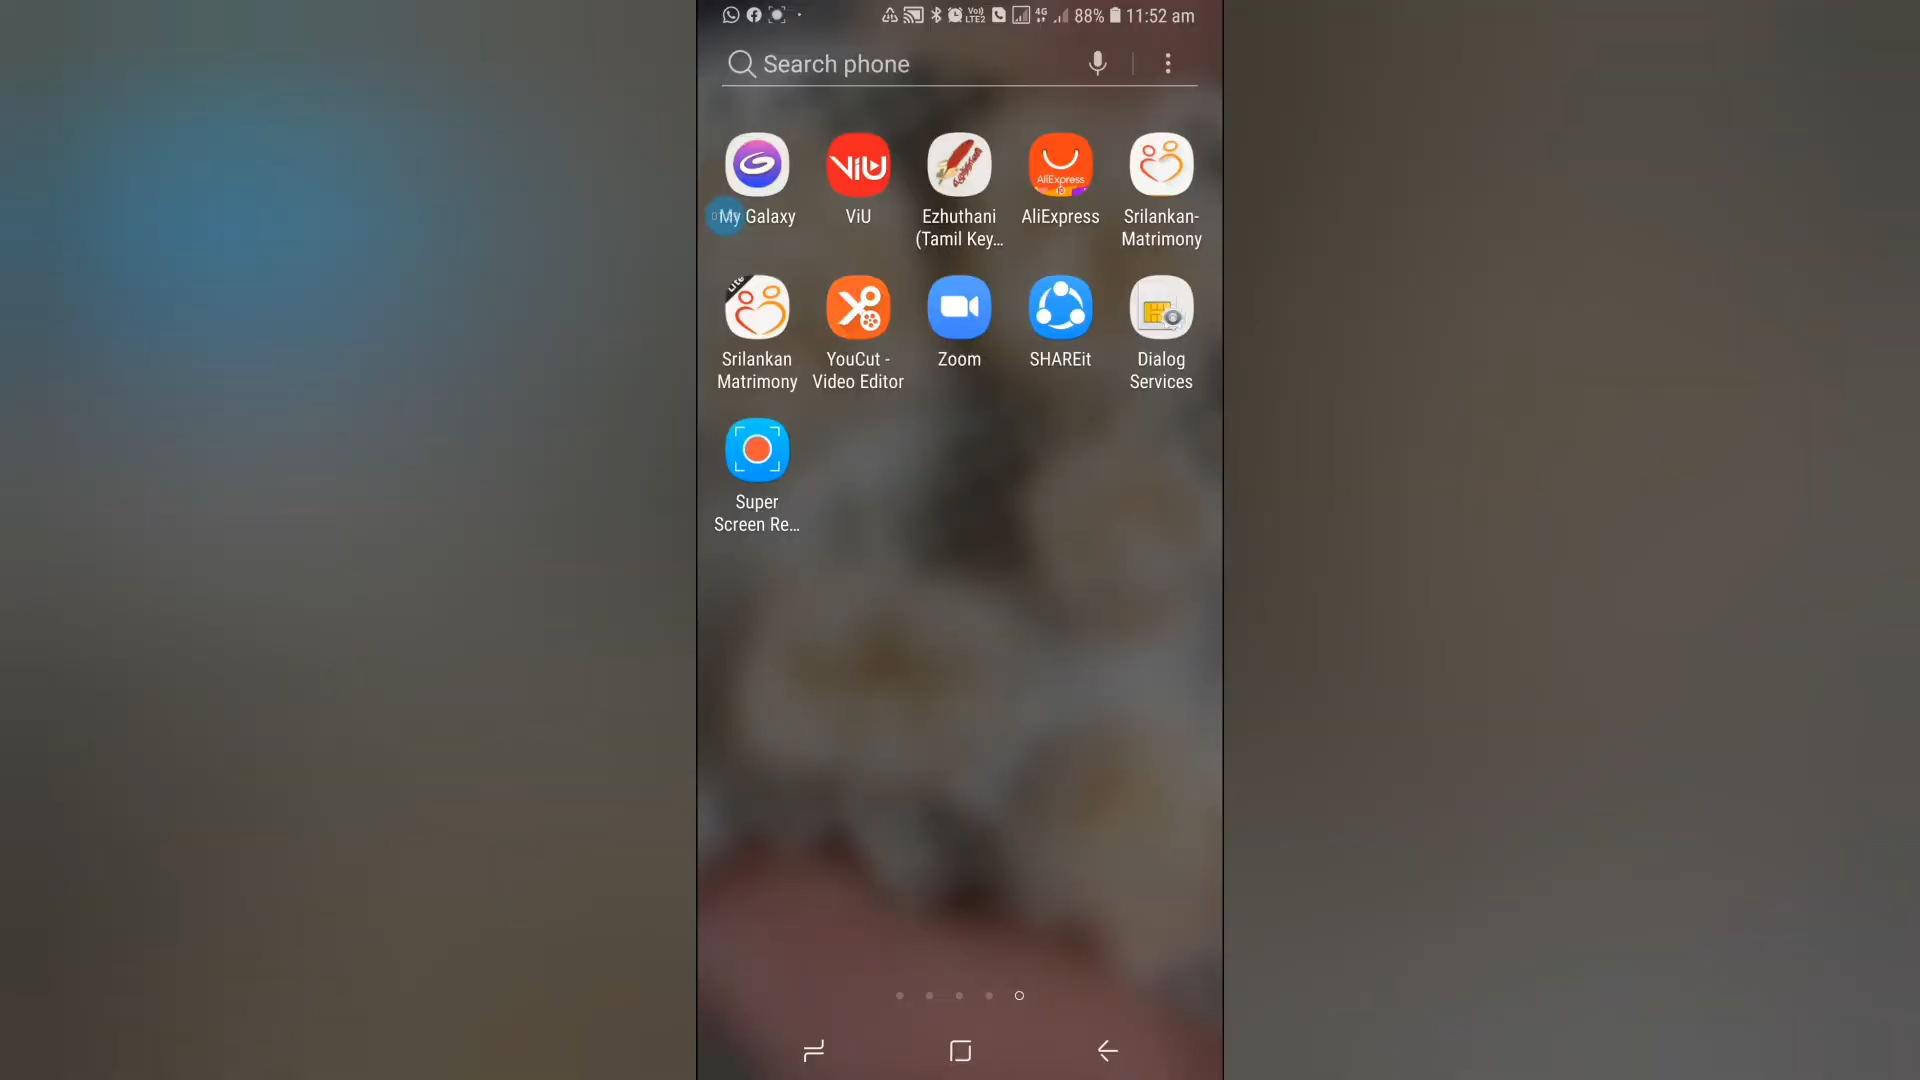 4G 88% 11:52 am
Search phone
My Galaxy
ViU
Ezhuthani
(Tamil Key...
AliExpress
Srilankan-
Matrimony
Srilankan
Matrimony
YouCut -
Video Editor
Zoom
SHAREit
Dialog
Services
Super
Screen Re...